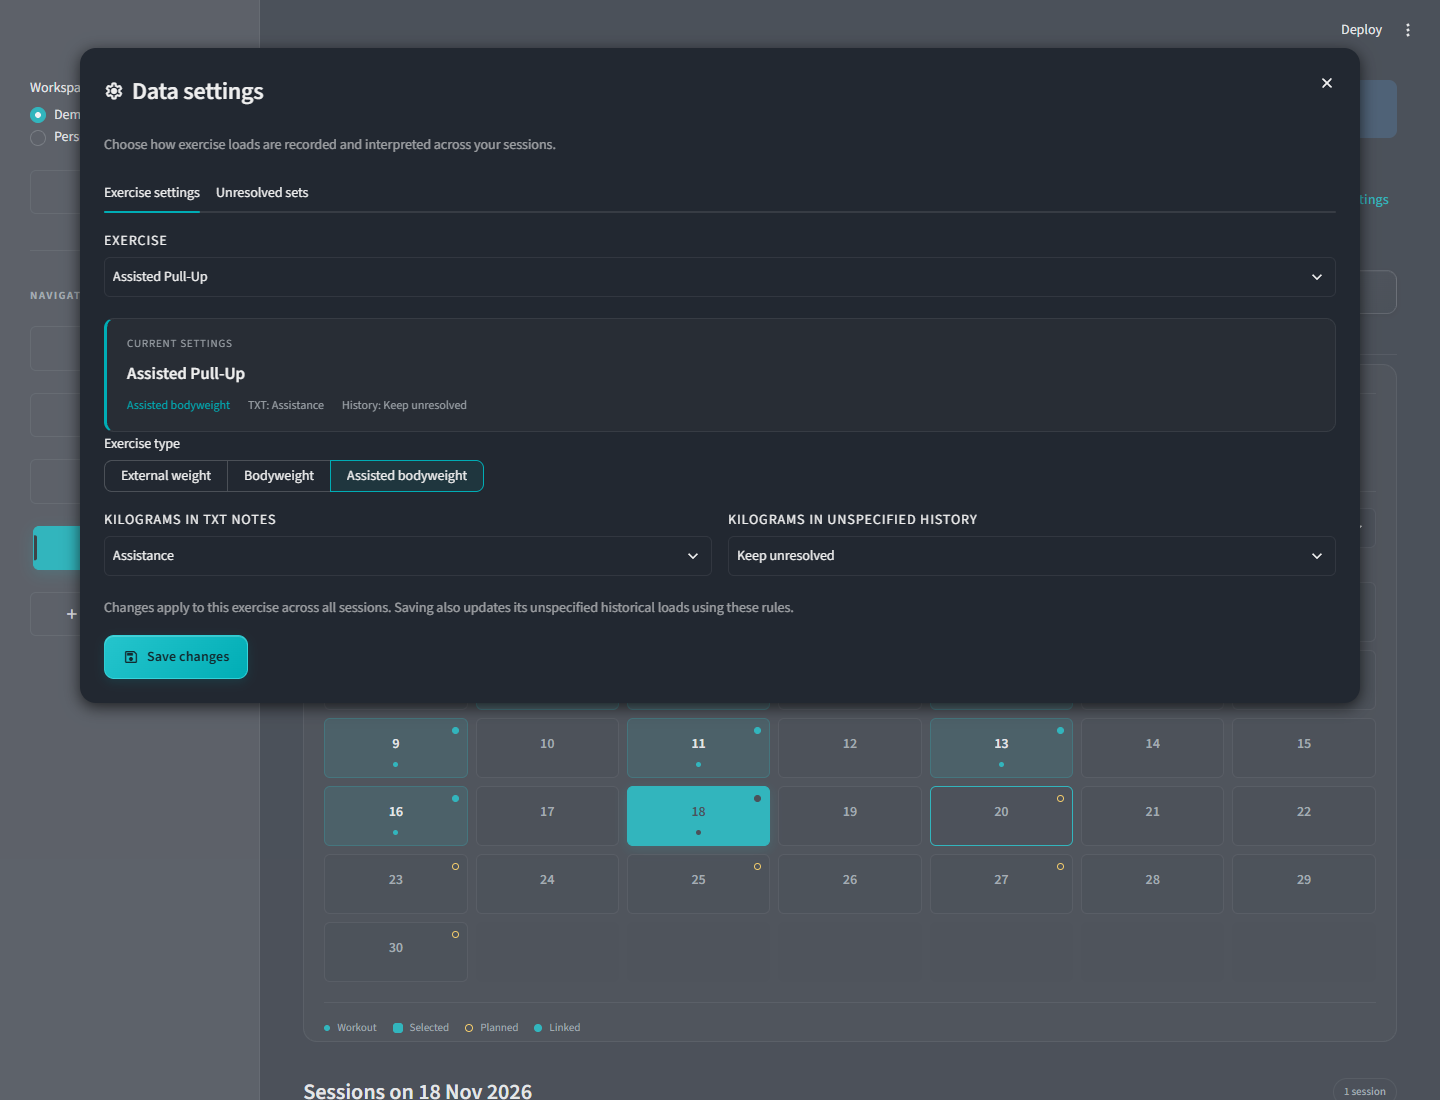 Deploy
Data settings
Choose how exercise loads are recorded and interpreted across your sessions.
Exercise settings
Unresolved sets
EXERCISE
Assisted Pull-Up
CURRENT SETTINGS
Assisted Pull-Up
Assisted bodyweight TXT: Assistance History: Keep unresolved
Exercise type
External weight Bodyweight Assisted bodyweight
KILOGRAMS IN TXT NOTES
Assistance
KILOGRAMS IN UNSPECIFIED HISTORY
Keep unresolved
Changes apply to this exercise across all sessions. Saving also updates its unspecified historical loads using these rules.
Save changes
Workspa
Dem
Pers
NAVIGAT
+
tings
9 10 11 12 13 14 15
16 17 18 19 20 21 22
23 24 25 26 27 28 29
30
Workout Selected Planned Linked
Sessions on 18 Nov 2026
1 session